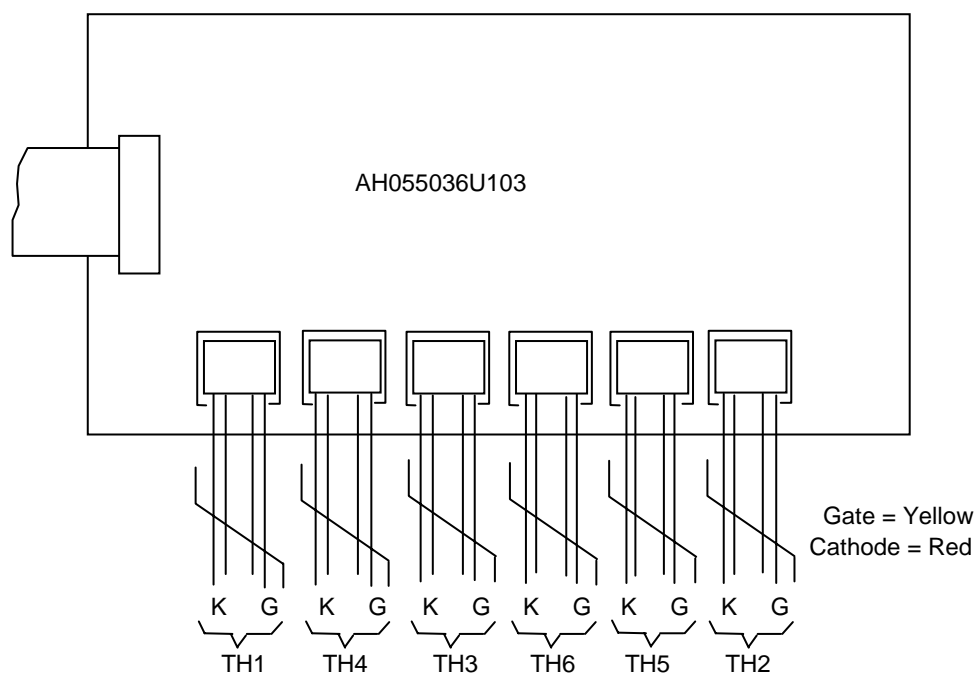 AH055036U103
Gate = Yellow
Cathode = Red
K G K G K G K G K G K G
TH1 TH4 TH3 TH6 TH5 TH2